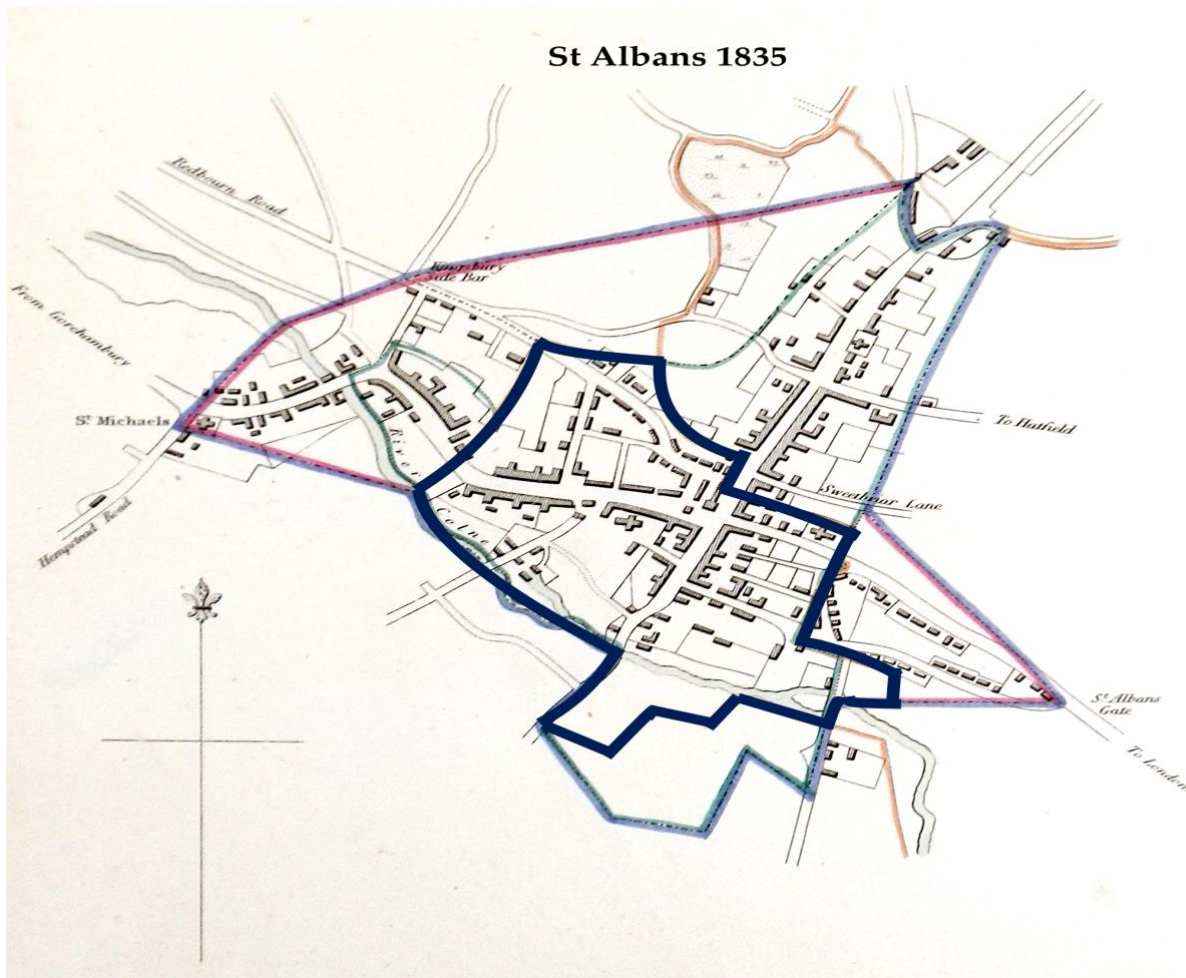 St Albans 1835
Redbourn Road
Kingsbury
Side Bar
From Gorehambury
St. Michaels
To Hatfield
Sweetbriar Lane
River
Colne
Hempstead Road
St. Albans
Gate
To London